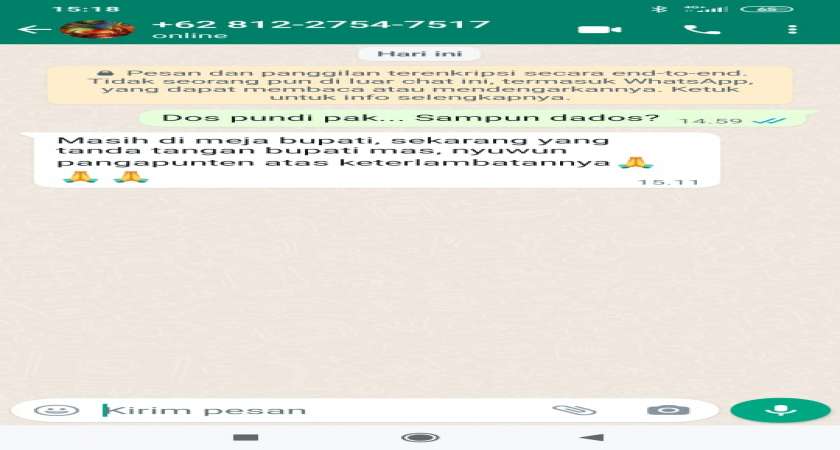 15:18
65
+62 812-2754-7517
online
Hari ini
Pesan dan panggilan terenkripsi secara end-to-end.
Tidak seorang pun di luar chat ini, termasuk WhatsApp,
yang dapat membaca atau mendengarkannya. Ketuk
untuk info selengkapnya.
Dos pundi pak... Sampun dados?
14.59
Masih di meja bupati, sekarang yang
tanda tangan bupati mas, nyuwun
pangapunten atas keterlambatannya 🙏
🙏 🙏
15.11
Kirim pesan